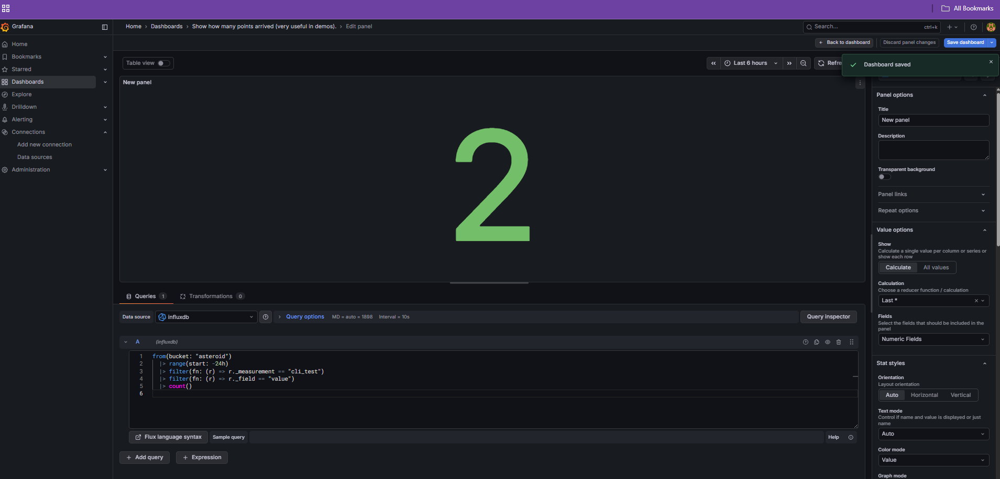 All Bookmarks
Grafana
Home › Dashboards › Show how many points arrived (very useful in demos). › Edit panel
Search...
ctrl+k
Back to dashboard
Discard panel changes
Save dashboard
Home
Bookmarks
Starred
Dashboards
Explore
Drilldown
Alerting
Connections
Add new connection
Data sources
Administration
Table view
Last 6 hours
Refre
Dashboard saved
New panel
2
Queries 1
Transformations 0
Data source
influxdb
Query options
MD = auto = 1898
Interval = 10s
Query inspector
A
(influxdb)
1 from(bucket: "asteroid")
2 |> range(start: -24h)
3 |> filter(fn: (r) => r._measurement == "cli_test")
4 |> filter(fn: (r) => r._field == "value")
5 |> count()
6
Flux language syntax
Sample query
Help
+ Add query
+ Expression
Panel options
Title
New panel
Description
Transparent background
Panel links
Repeat options
Value options
Show
Calculate a single value per column or series or
show each row
Calculate
All values
Calculation
Choose a reducer function / calculation
Last *
Fields
Select the fields that should be included in the
panel
Numeric Fields
Stat styles
Orientation
Layout orientation
Auto
Horizontal
Vertical
Text mode
Control if name and value is displayed or just
name
Auto
Color mode
Value
Graph mode